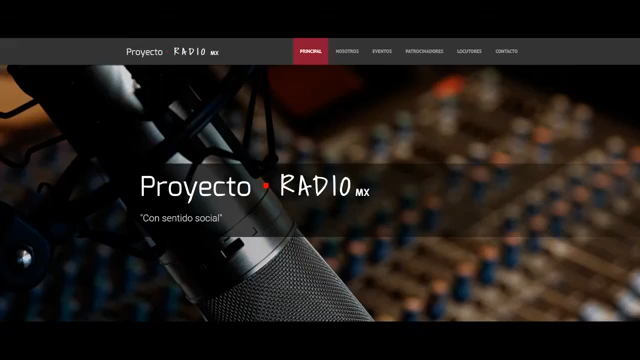 Proyecto RADIO MX
PRINCIPAL NOSOTROS EVENTOS PATROCINADORES LOCUTORES CONTACTO
Proyecto • RADIO MX
"Con sentido social"